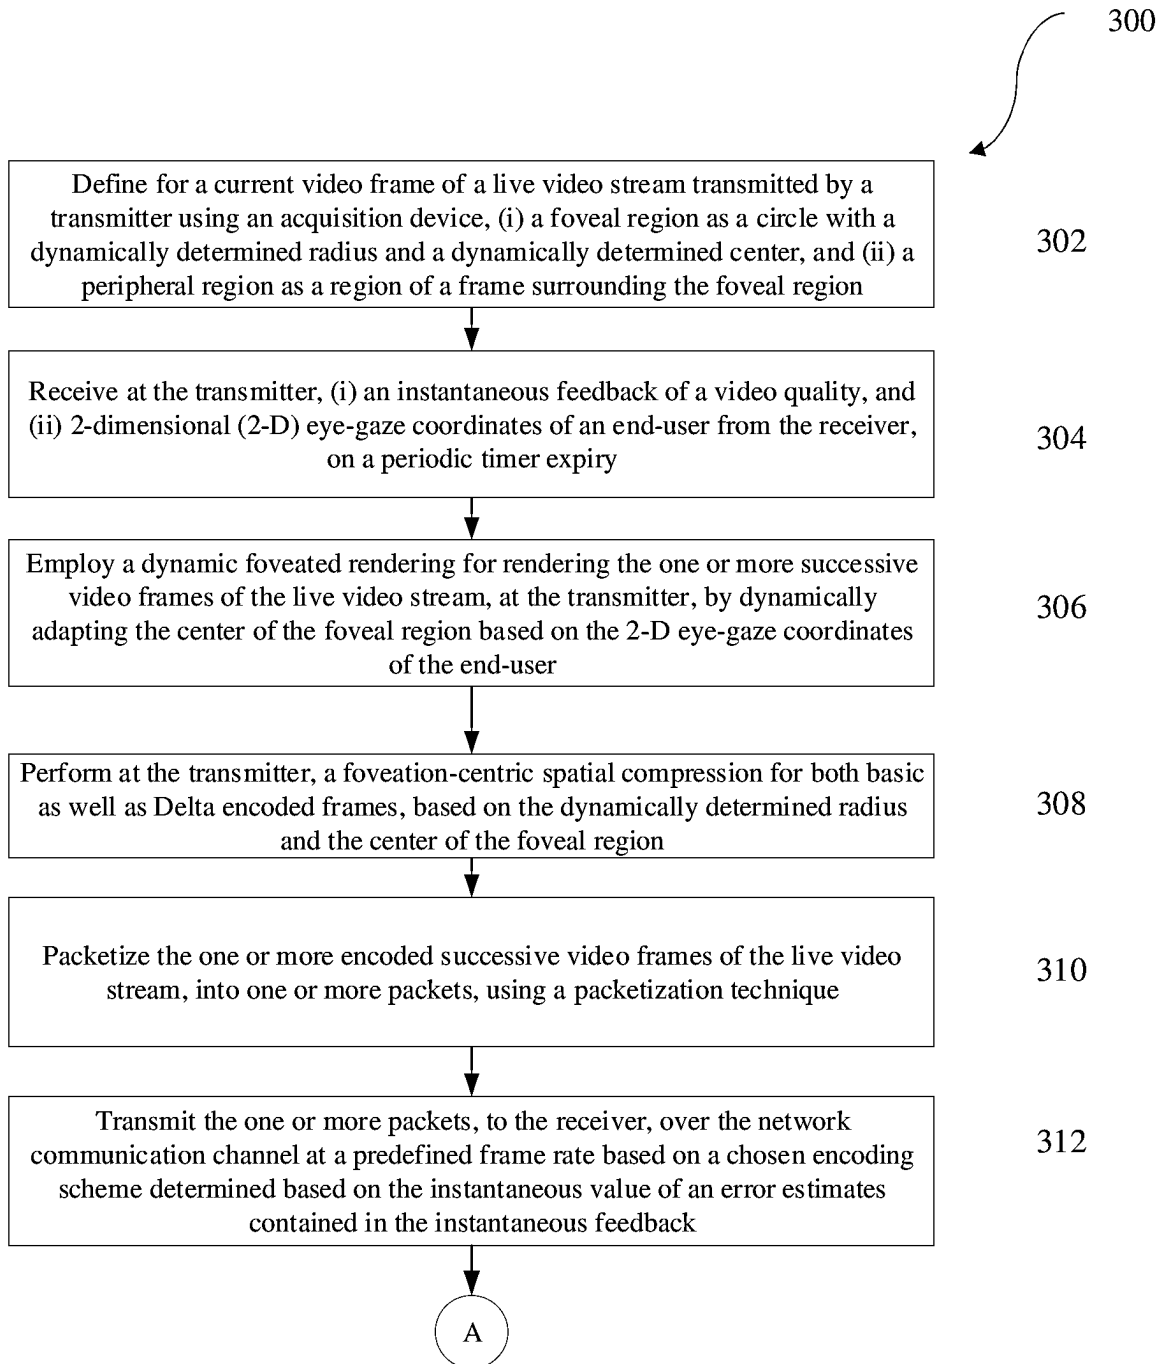 300
Define for a current video frame of a live video stream transmitted by a
transmitter using an acquisition device, (i) a foveal region as a circle with a
dynamically determined radius and a dynamically determined center, and (ii) a
peripheral region as a region of a frame surrounding the foveal region
302
Receive at the transmitter, (i) an instantaneous feedback of a video quality, and
(ii) 2-dimensional (2-D) eye-gaze coordinates of an end-user from the receiver,
on a periodic timer expiry
304
Employ a dynamic foveated rendering for rendering the one or more successive
video frames of the live video stream, at the transmitter, by dynamically
adapting the center of the foveal region based on the 2-D eye-gaze coordinates
of the end-user
306
Perform at the transmitter, a foveation-centric spatial compression for both basic
as well as Delta encoded frames, based on the dynamically determined radius
and the center of the foveal region
308
Packetize the one or more encoded successive video frames of the live video
stream, into one or more packets, using a packetization technique
310
Transmit the one or more packets, to the receiver, over the network
communication channel at a predefined frame rate based on a chosen encoding
scheme determined based on the instantaneous value of an error estimates
contained in the instantaneous feedback
312
A